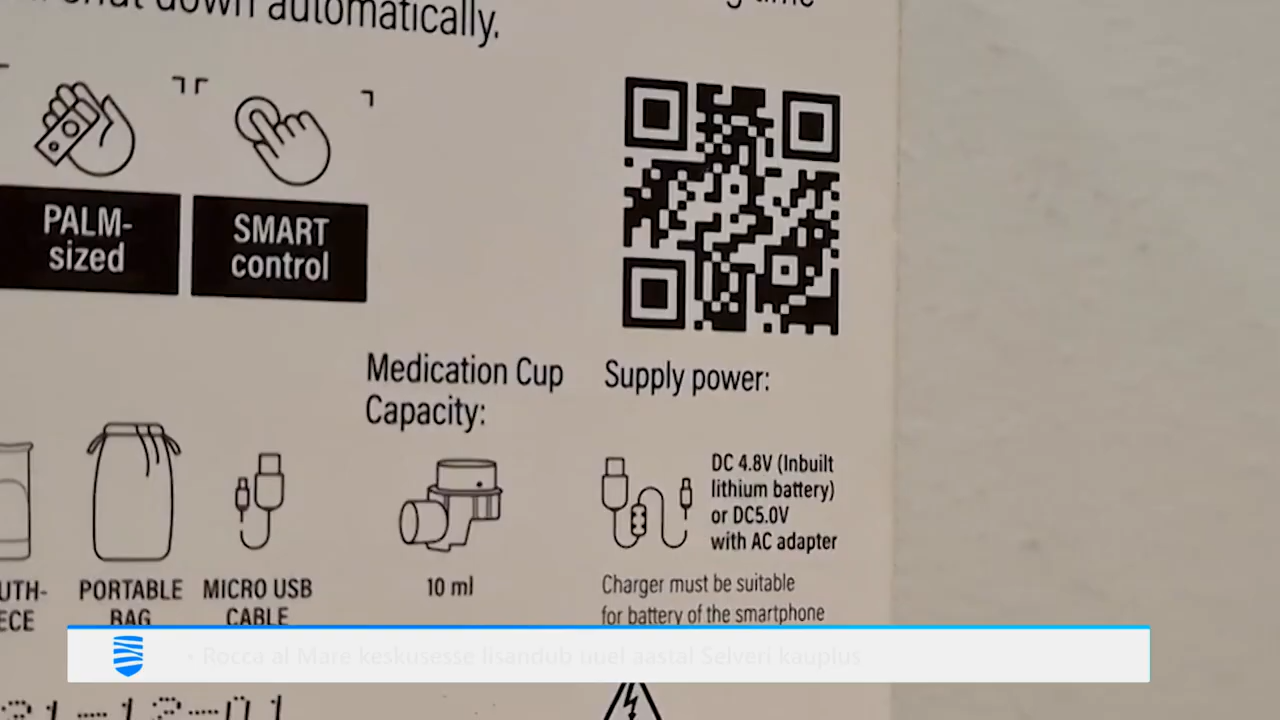 down automatically.
PALM-
sized
SMART
control
Medication Cup
Capacity:
Supply power:
DC 4.8V (Inbuilt
lithium battery)
or DC5.0V
with AC adapter
10 ml
PORTABLE
BAG
MICRO USB
CABLE
Charger must be suitable
for battery of the smartphone
• Rocca al Mare keskusesse lisandub uuel aastal Selveri kauplus